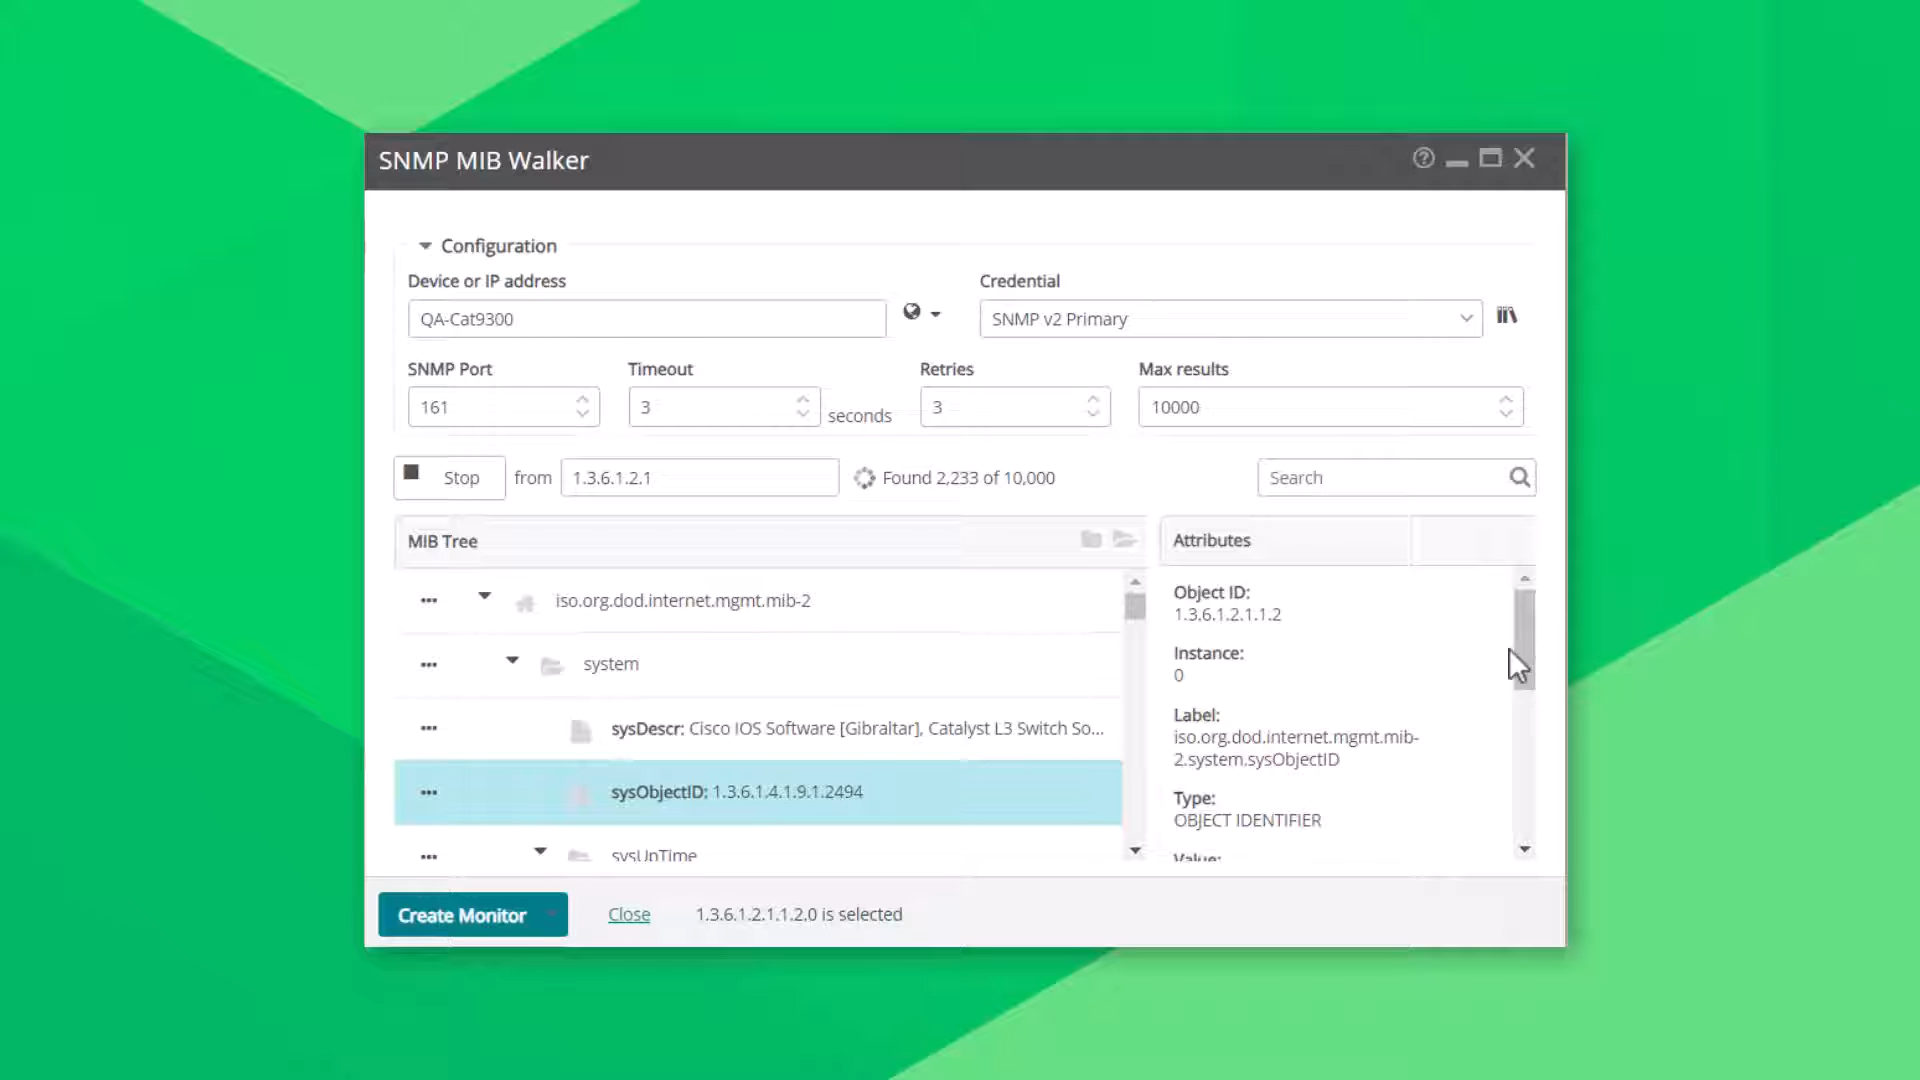 SNMP MIB Walker
Configuration
Device or IP address
Credential
QA-Cat9300
SNMP v2 Primary
SNMP Port
Timeout
Retries
Max results
161
3
seconds
3
10000
Stop
from
1.3.6.1.2.1
Found 2,233 of 10,000
Search
MIB Tree
iso.org.dod.internet.mgmt.mib-2
system
sysDescr: Cisco IOS Software [Gibraltar], Catalyst L3 Switch So...
sysObjectID: 1.3.6.1.4.1.9.1.2494
sysUpTime
Attributes
Object ID:
1.3.6.1.2.1.1.2
Instance:
0
Label:
iso.org.dod.internet.mgmt.mib-
2.system.sysObjectID
Type:
OBJECT IDENTIFIER
Value:
Create Monitor
Close
1.3.6.1.2.1.1.2.0 is selected